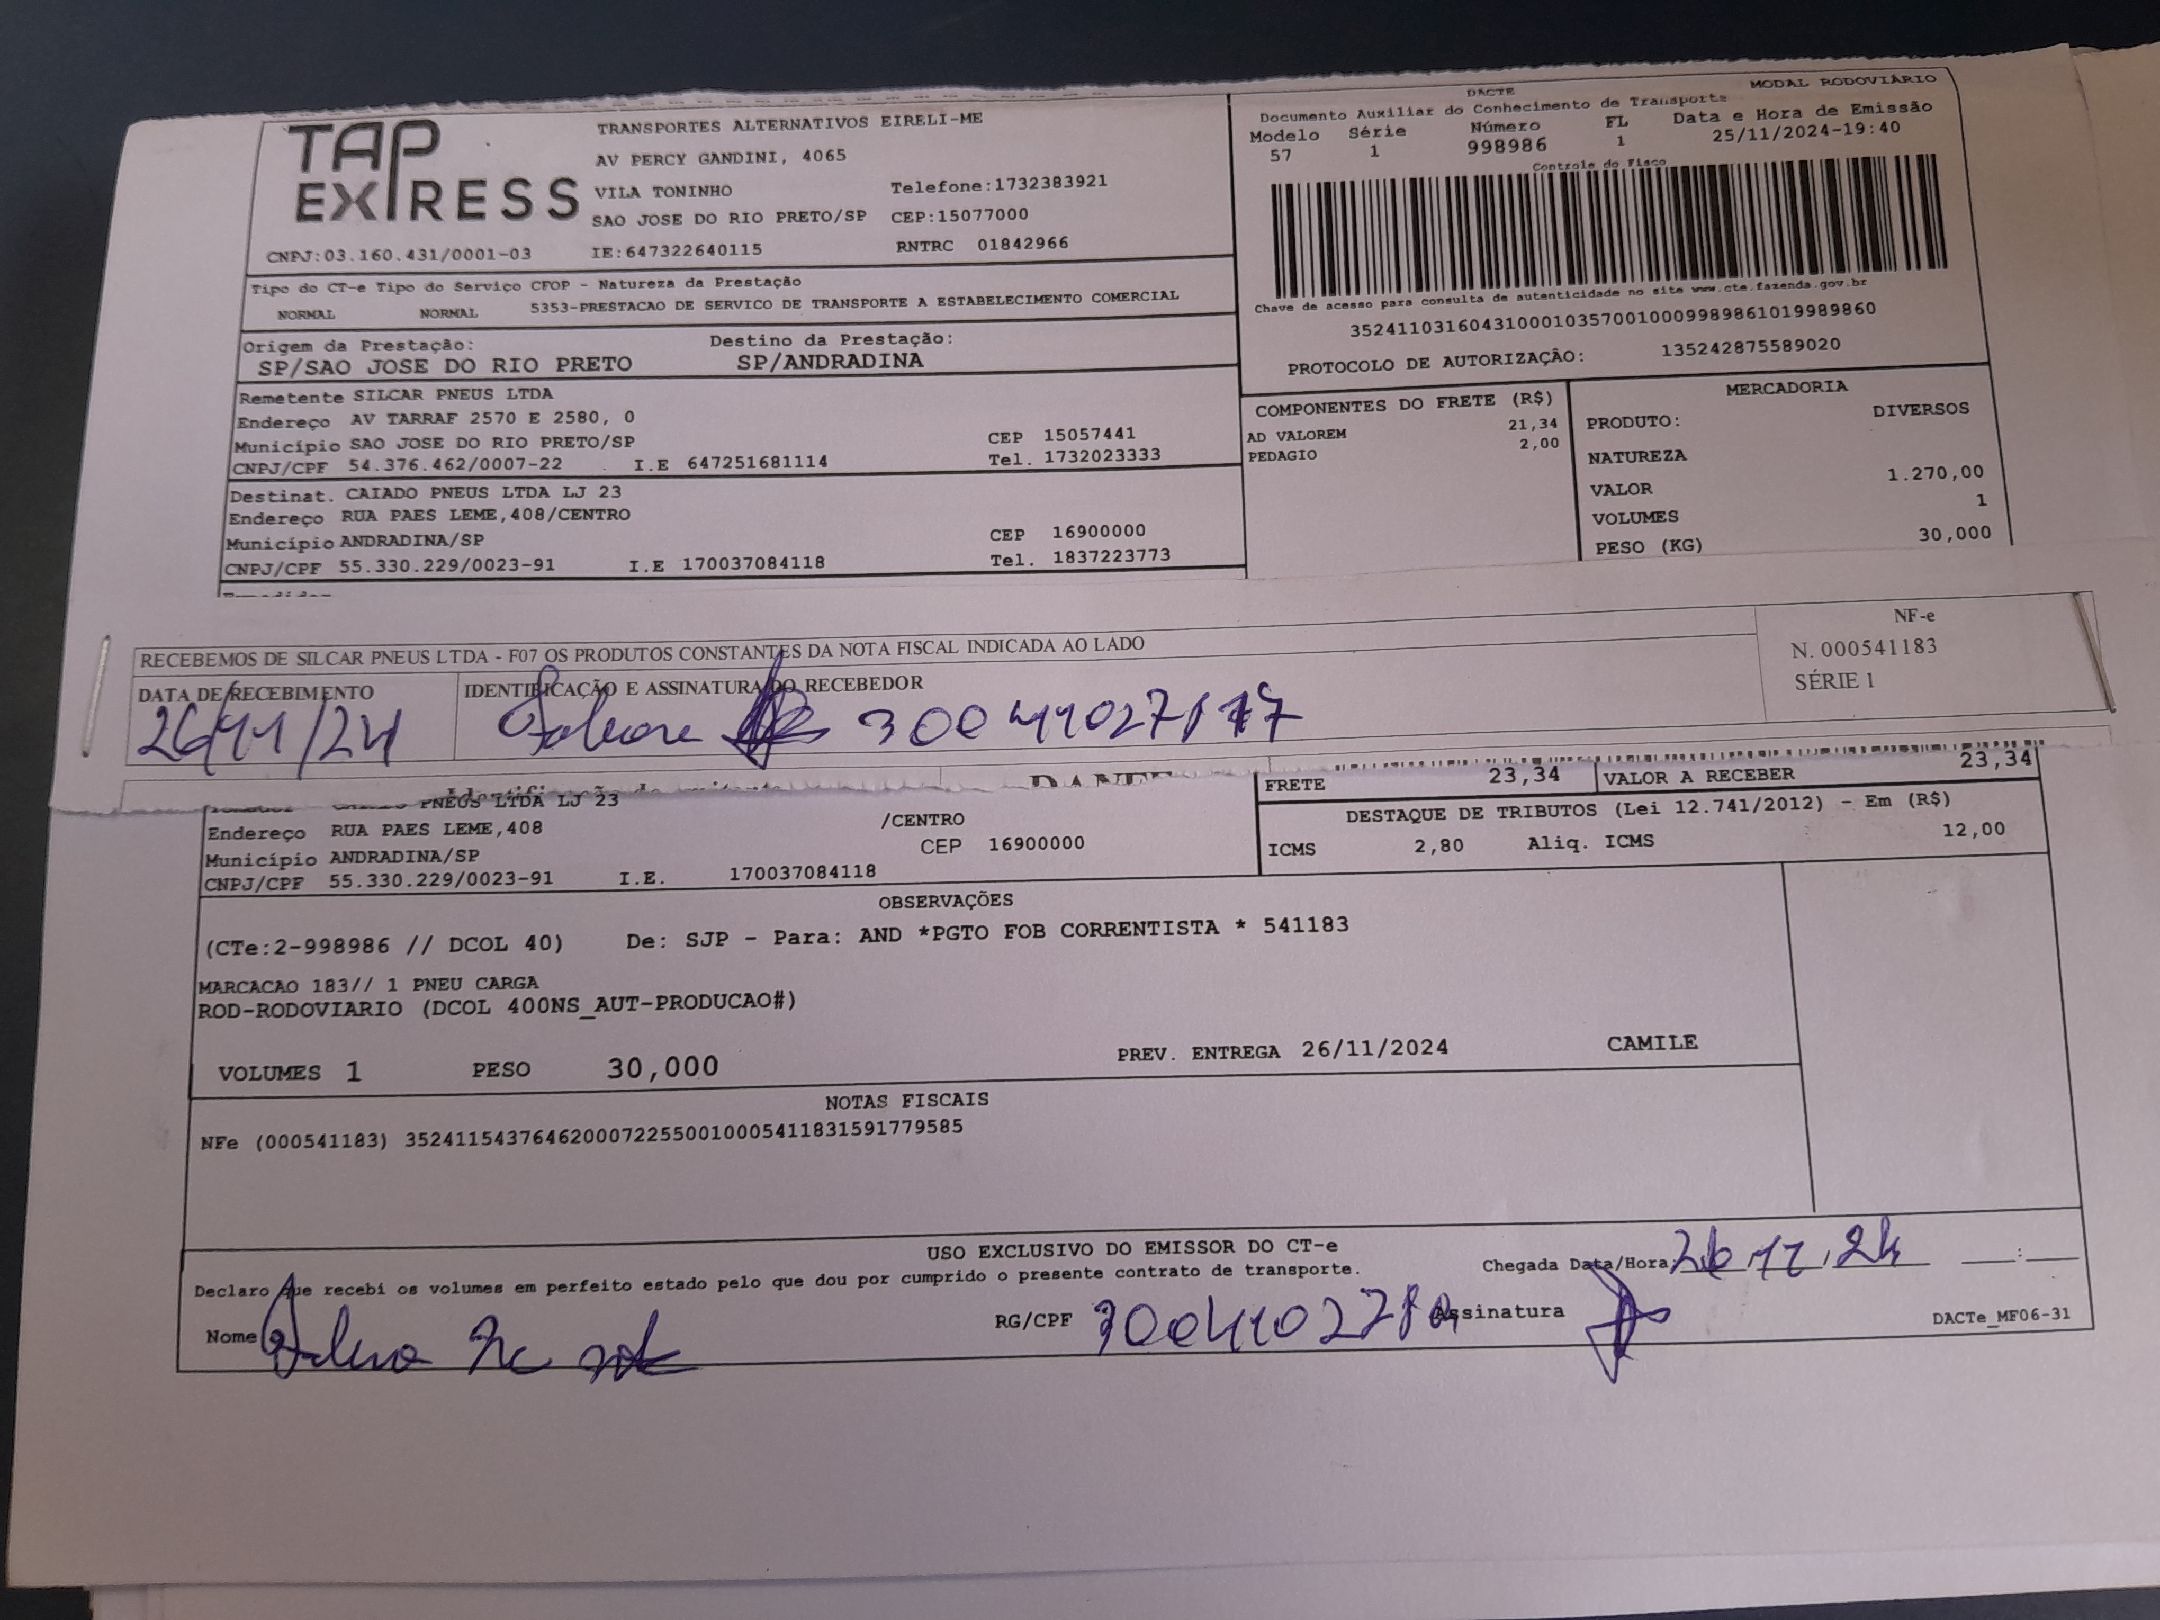 MODAL RODOVIÁRIO
TAP EXPRESS
TRANSPORTES ALTERNATIVOS EIRELI-ME
AV PERCY GANDINI, 4065
VILA TONINHO Telefone:1732383921
SAO JOSE DO RIO PRETO/SP CEP:15077000
CNPJ:03.160.431/0001-03 IE:647322640115 RNTRC 01842966
DACTE
Documento Auxiliar do Conhecimento de Transporte
Modelo Série Número FL Data e Hora de Emissão
57 1 998986 1 25/11/2024-19:40
Controle do Fisco
Chave de acesso para consulta de autenticidade no site www.cte.fazenda.gov.br
35241103160431000103570010009989861019989860
PROTOCOLO DE AUTORIZAÇÃO: 135242875589020
Tipo do CT-e Tipo do Serviço CFOP - Natureza da Prestação
NORMAL NORMAL 5353-PRESTACAO DE SERVICO DE TRANSPORTE A ESTABELECIMENTO COMERCIAL
Origem da Prestação: Destino da Prestação:
SP/SAO JOSE DO RIO PRETO SP/ANDRADINA
Remetente SILCAR PNEUS LTDA
Endereço AV TARRAF 2570 E 2580, 0
Município SAO JOSE DO RIO PRETO/SP CEP 15057441
CNPJ/CPF 54.376.462/0007-22 I.E 647251681114 Tel. 1732023333
Destinat. CAIADO PNEUS LTDA LJ 23
Endereço RUA PAES LEME,408/CENTRO
Município ANDRADINA/SP CEP 16900000
CNPJ/CPF 55.330.229/0023-91 I.E 170037084118 Tel. 1837223773
COMPONENTES DO FRETE (R$)
AD VALOREM 21,34
PEDAGIO 2,00
MERCADORIA
PRODUTO: DIVERSOS
NATUREZA
VALOR 1.270,00
VOLUMES 1
PESO (KG) 30,000
RECEBEMOS DE SILCAR PNEUS LTDA - F07 OS PRODUTOS CONSTANTES DA NOTA FISCAL INDICADA AO LADO
NF-e
N. 000541183
SÉRIE 1
DATA DE RECEBIMENTO IDENTIFICAÇÃO E ASSINATURA DO RECEBEDOR
26/11/24
FRETE 23,34 VALOR A RECEBER 23,34
PNEUS LTDA LJ 23
Endereço RUA PAES LEME,408 /CENTRO
Município ANDRADINA/SP CEP 16900000
CNPJ/CPF 55.330.229/0023-91 I.E. 170037084118
DESTAQUE DE TRIBUTOS (Lei 12.741/2012) - Em (R$)
ICMS 2,80 Aliq. ICMS 12,00
OBSERVAÇÕES
(CTe:2-998986 // DCOL 40) De: SJP - Para: AND *PGTO FOB CORRENTISTA * 541183
MARCACAO 183// 1 PNEU CARGA
ROD-RODOVIARIO (DCOL 400NS_AUT-PRODUCAO#)
VOLUMES 1 PESO 30,000 PREV. ENTREGA 26/11/2024 CAMILE
NOTAS FISCAIS
NFe (000541183) 35241154376462000722550010005411831591779585
USO EXCLUSIVO DO EMISSOR DO CT-e
Declaro que recebi os volumes em perfeito estado pelo que dou por cumprido o presente contrato de transporte.
Chegada Data/Hora: 26 11 24 :
Nome RG/CPF Assinatura
DACTe_MF06-31